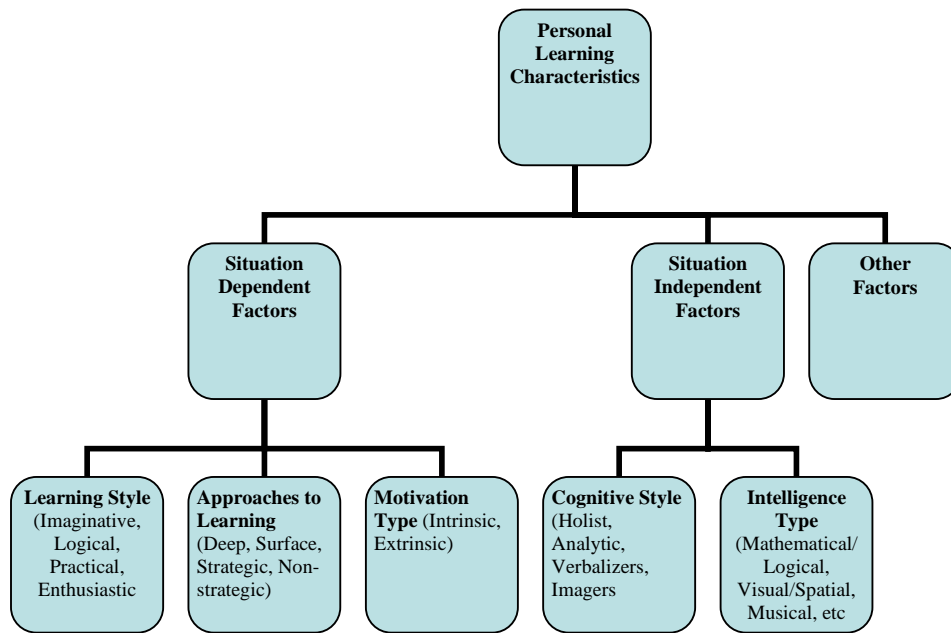 Personal
Learning
Characteristics
Situation
Dependent
Factors
Situation
Independent
Factors
Other
Factors
Learning Style
(Imaginative,
Logical,
Practical,
Enthusiastic
Approaches to
Learning
(Deep, Surface,
Strategic, Non-
strategic)
Motivation
Type (Intrinsic,
Extrinsic)
Cognitive Style
(Holist,
Analytic,
Verbalizers,
Imagers
Intelligence
Type
(Mathematical/
Logical,
Visual/Spatial,
Musical, etc